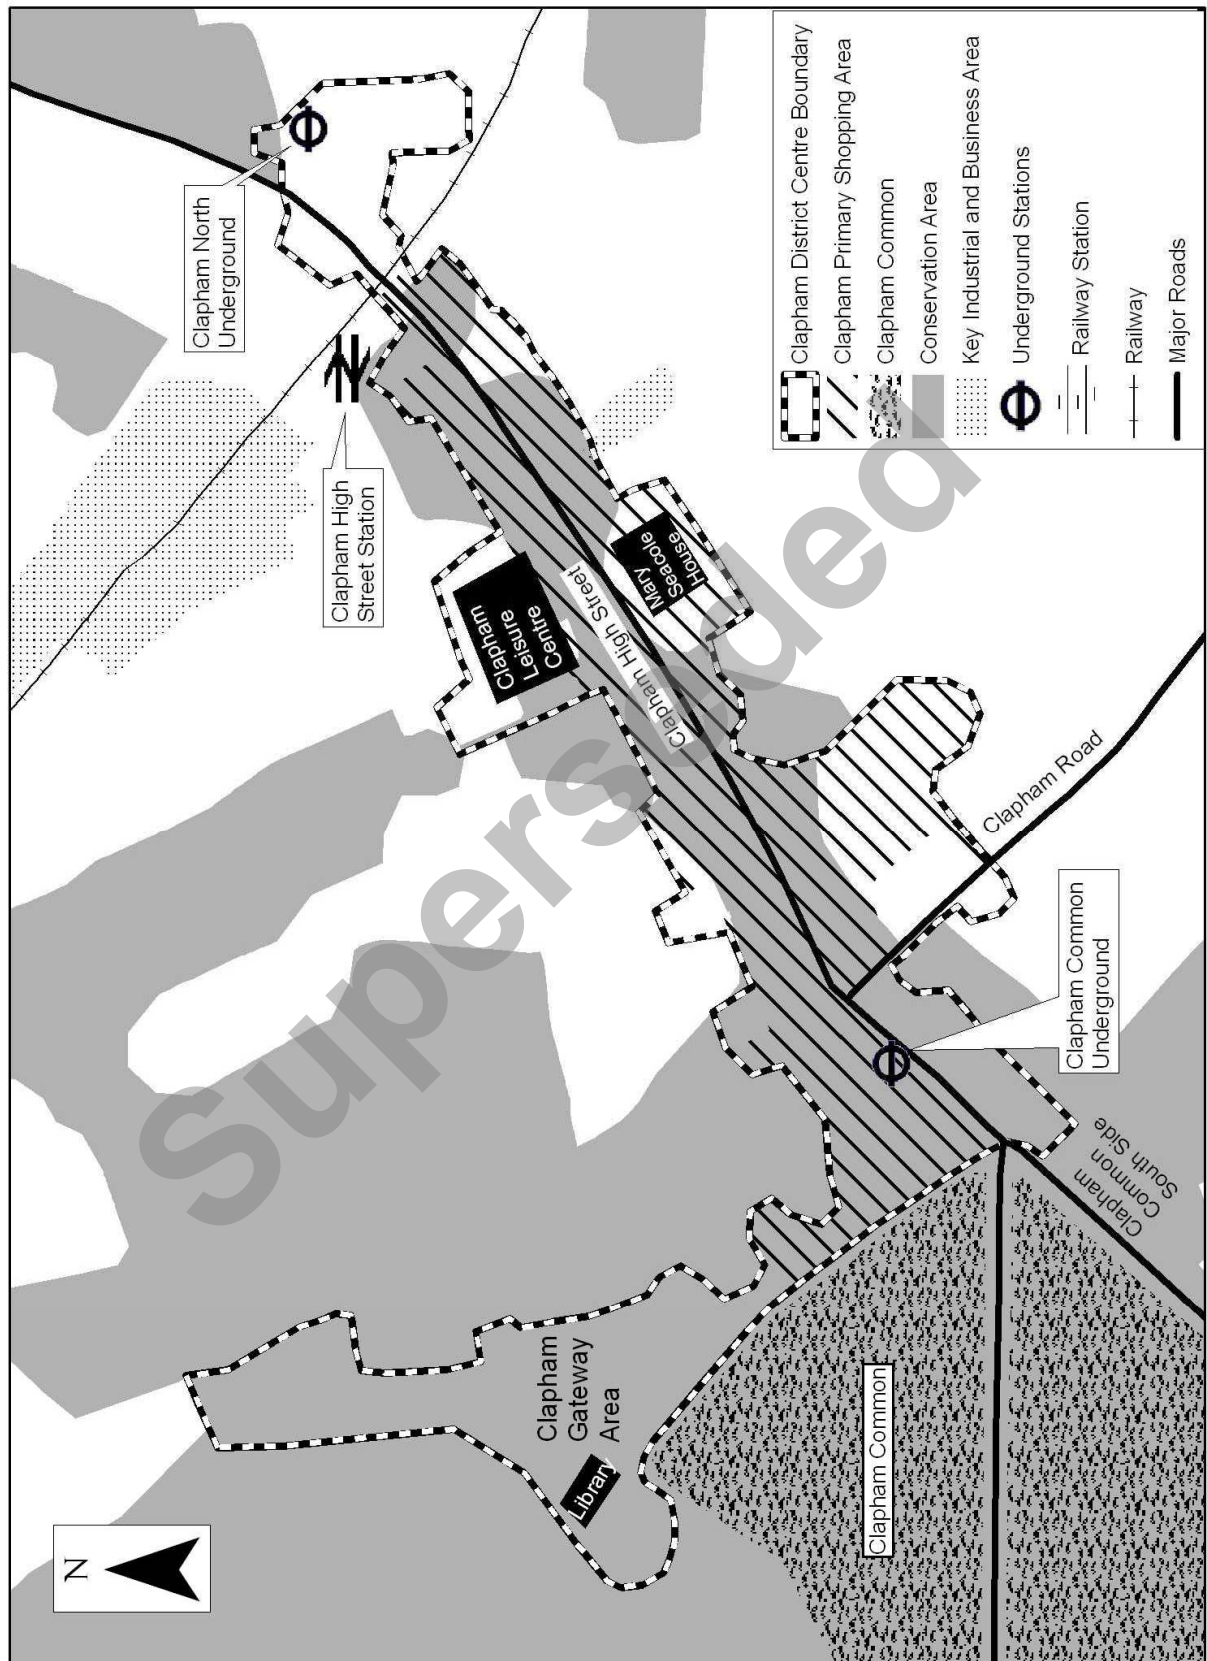 N
Clapham North
Underground
Clapham High
Street Station
Clapham
Leisure
Centre
Clapham High Street
Mary
Seacole
House
Clapham
Gateway
Area
Library
Clapham Common
Clapham Road
Clapham Common
Underground
Clapham
Common
South Side
Clapham District Centre Boundary
Clapham Primary Shopping Area
Clapham Common
Conservation Area
Key Industrial and Business Area
Underground Stations
Railway Station
Railway
Major Roads
Superseded